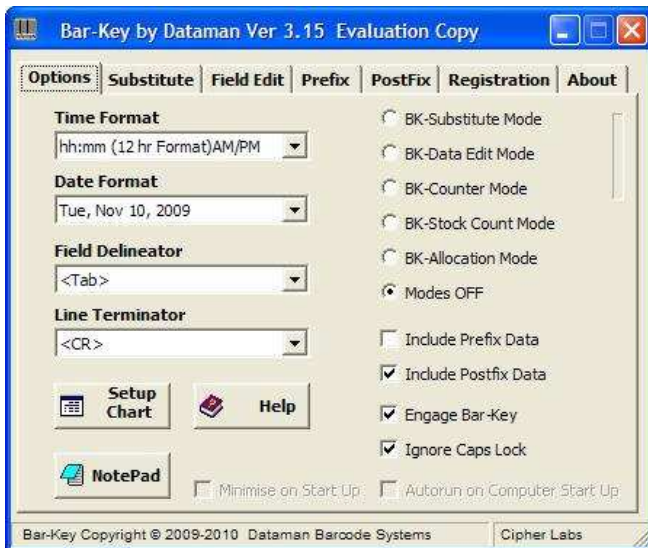 Bar-Key by Dataman Ver 3.15 Evaluation Copy
Options Substitute Field Edit Prefix PostFix Registration About
Time Format
hh:mm (12 hr Format)AM/PM
Date Format
Tue, Nov 10, 2009
Field Delineator
<Tab>
Line Terminator
<CR>
BK-Substitute Mode
BK-Data Edit Mode
BK-Counter Mode
BK-Stock Count Mode
BK-Allocation Mode
Modes OFF
Include Prefix Data
Include Postfix Data
Engage Bar-Key
Ignore Caps Lock
Setup
Chart
Help
NotePad
Minimise on Start Up
Autorun on Computer Start Up
Bar-Key Copyright © 2009-2010 Dataman Barcode Systems
Cipher Labs